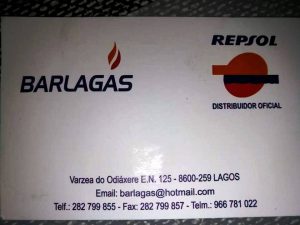 BARLAGAS
REPSOL
DISTRIBUIDOR OFICIAL
Varzea do Odiáxere E.N. 125 - 8600-259 LAGOS
Email: barlagas@hotmail.com
Telf.: 282 799 855 - Fax: 282 799 857 - Telm.: 966 781 022